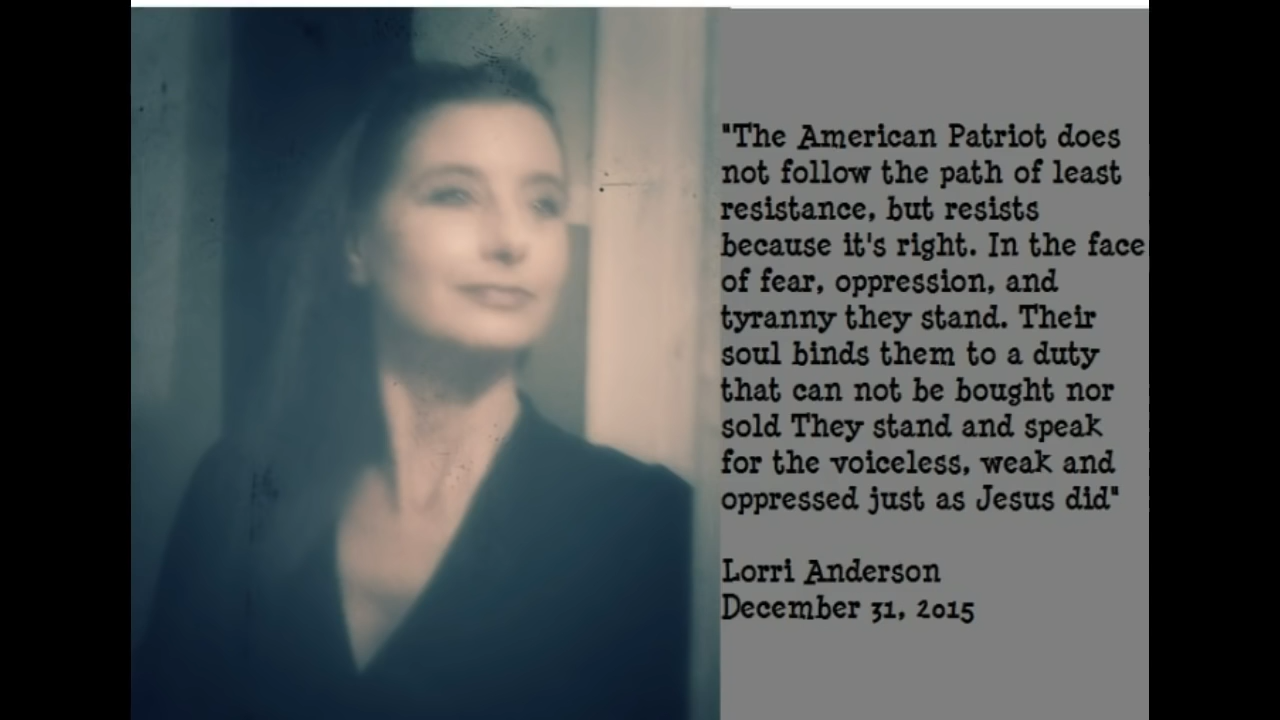 "The American Patriot does
not follow the path of least
resistance, but resists
because it's right. In the face
of fear, oppression, and
tyranny they stand. Their
soul binds them to a duty
that can not be bought nor
sold They stand and speak
for the voiceless, weak and
oppressed just as Jesus did"
Lorri Anderson
December 31, 2015